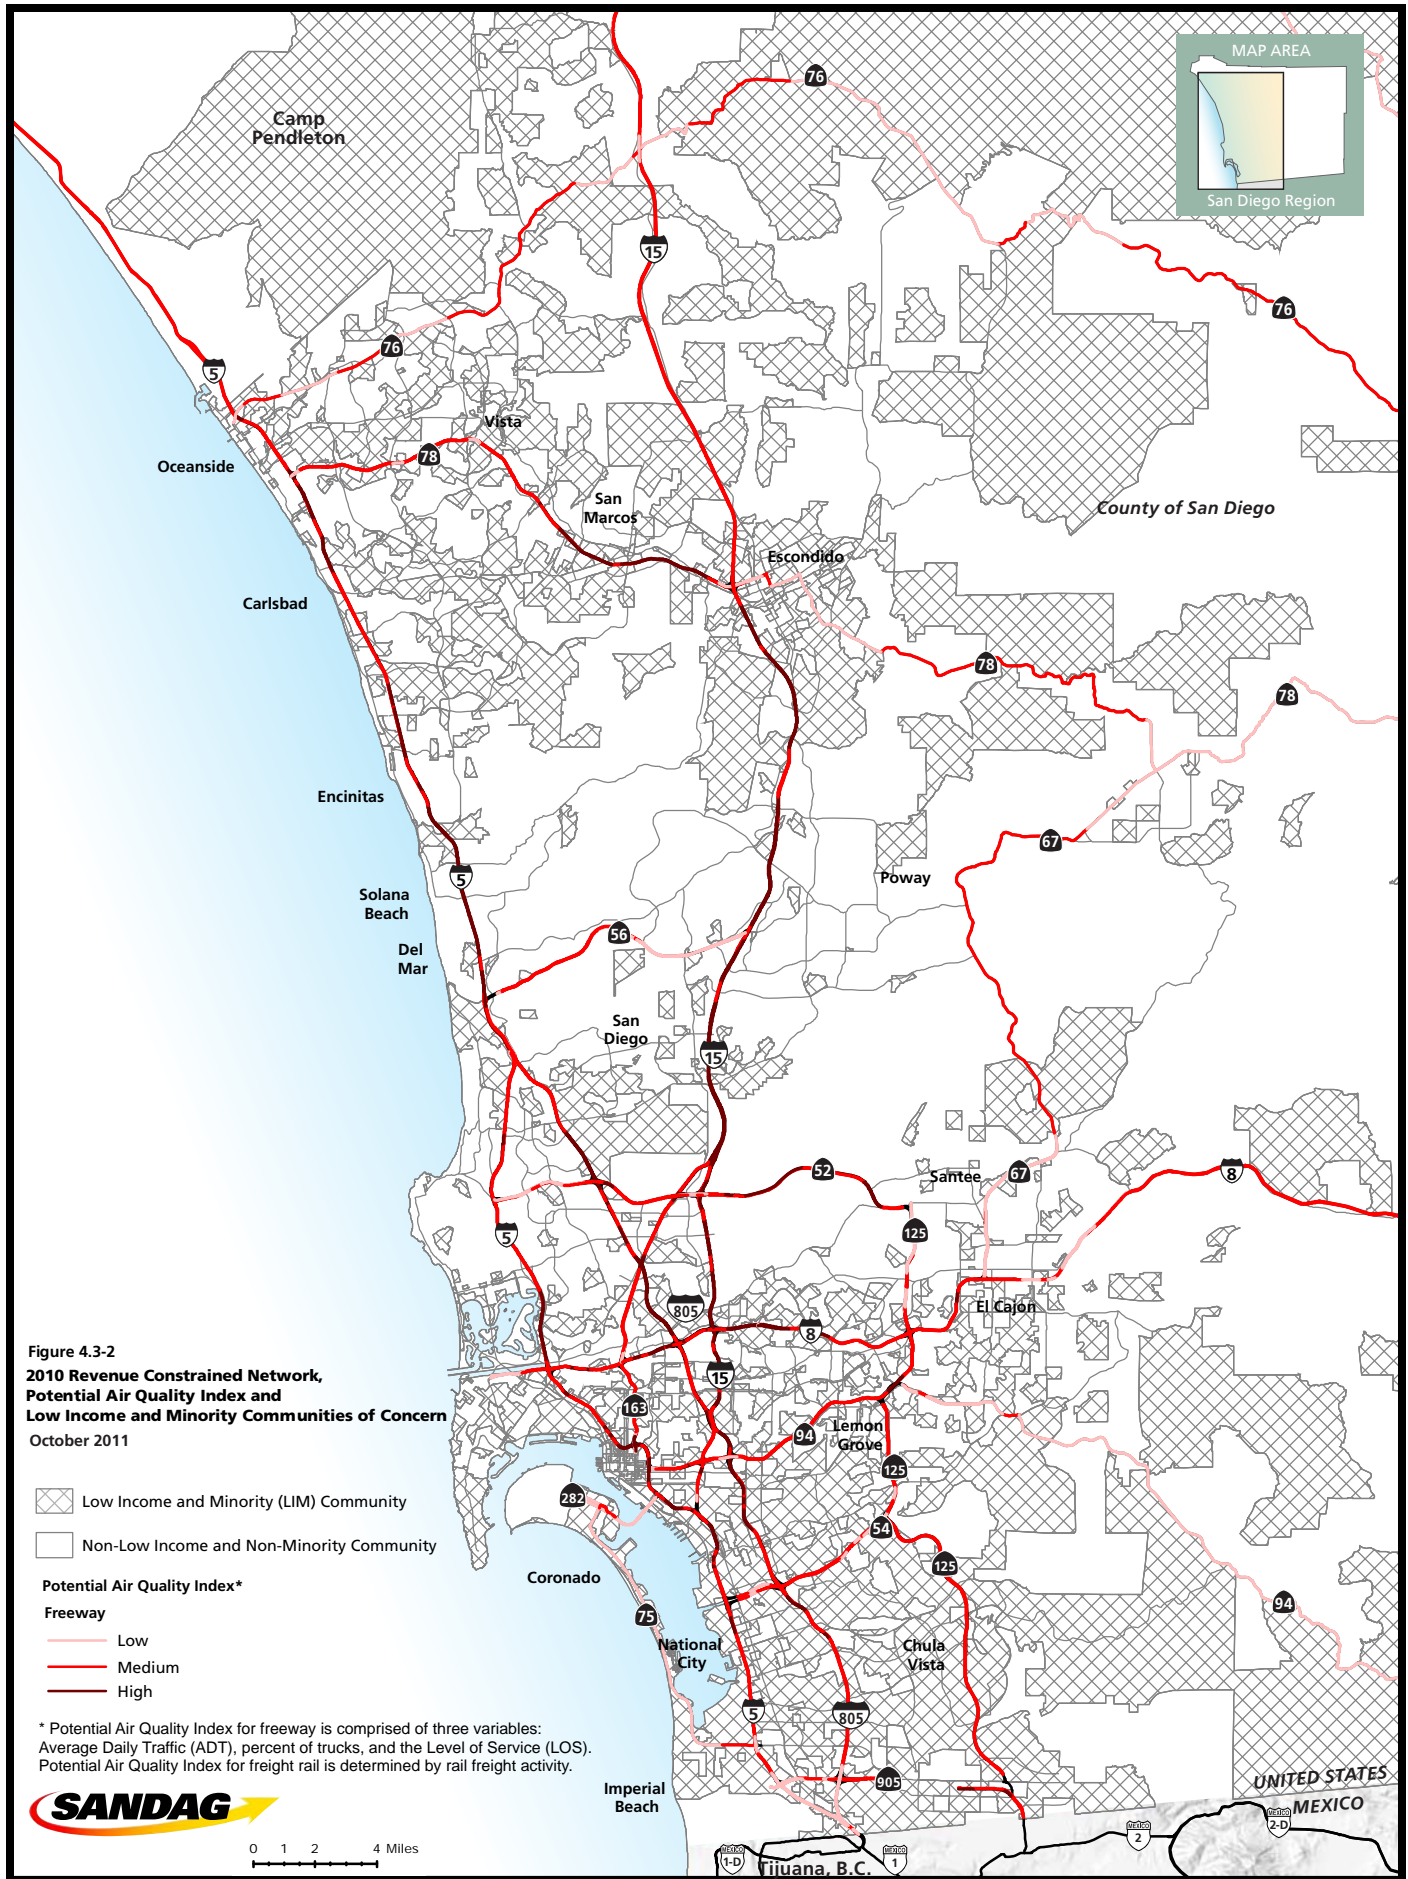 MAP AREA
San Diego Region
Camp
Pendleton
76
15
76
76
5
Vista
78
Oceanside
San
Marcos
County of San Diego
Escondido
Carlsbad
78
78
Encinitas
67
5
Poway
Solana
Beach
56
Del
Mar
San
Diego
15
52
Santee
67
8
125
5
805
El Cajon
8
15
163
94
Lemon
Grove
125
282
54
125
Coronado
75
94
National
City
Chula
Vista
5
805
905
Imperial
Beach
UNITED STATES
MEXICO
MEXICO
2-D
MEXICO
2
MEXICO
1-D
MEXICO
1
Tijuana, B.C.
Figure 4.3-2
2010 Revenue Constrained Network,
Potential Air Quality Index and
Low Income and Minority Communities of Concern
October 2011
Low Income and Minority (LIM) Community
Non-Low Income and Non-Minority Community
Potential Air Quality Index*
Freeway
Low
Medium
High
* Potential Air Quality Index for freeway is comprised of three variables:
Average Daily Traffic (ADT), percent of trucks, and the Level of Service (LOS).
Potential Air Quality Index for freight rail is determined by rail freight activity.
SANDAG
0 1 2 4 Miles